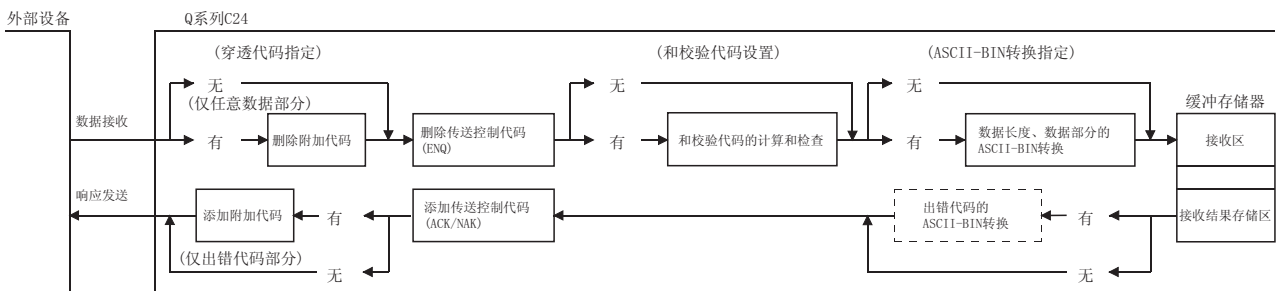 外部设备
Q系列C24
(穿透代码指定)
(和校验代码设置)
(ASCII-BIN转换指定)
无
无
无
(仅任意数据部分)
缓冲存储器
数据接收
有
删除附加代码
删除传送控制代码
(ENQ)
有
和校验代码的计算和检查
有
数据长度、数据部分的
ASCII-BIN转换
接收区
响应发送
添加附加代码
有
添加传送控制代码
(ACK/NAK)
出错代码的
ASCII-BIN转换
有
接收结果存储区
(仅出错代码部分)
无
无